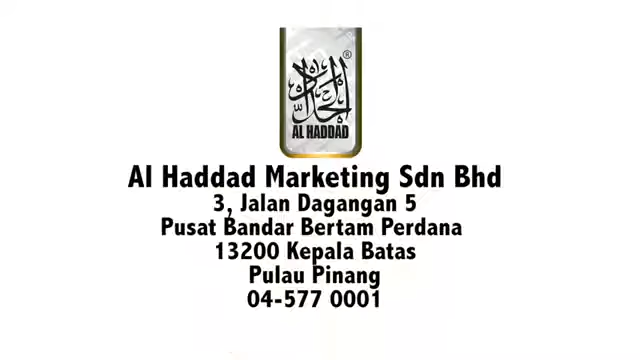 الحداد
®
AL HADDAD
Al Haddad Marketing Sdn Bhd
3, Jalan Dagangan 5
Pusat Bandar Bertam Perdana
13200 Kepala Batas
Pulau Pinang
04-577 0001